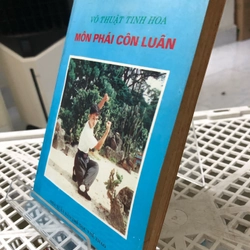 VÕ THUẬT TINH HOA
MÔN PHÁI CÔN LUÂN